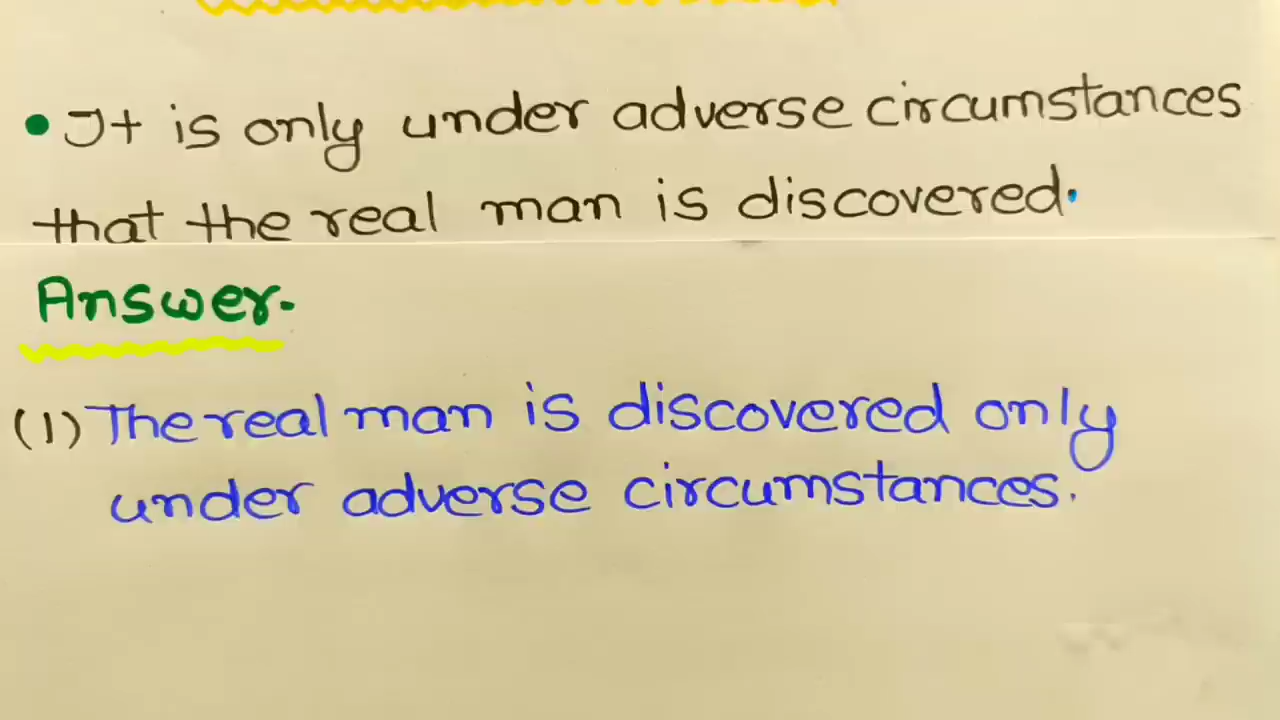 • It is only under adverse circumstances
that the real man is discovered.
Answer.
(1) The real man is discovered only
under adverse circumstances.